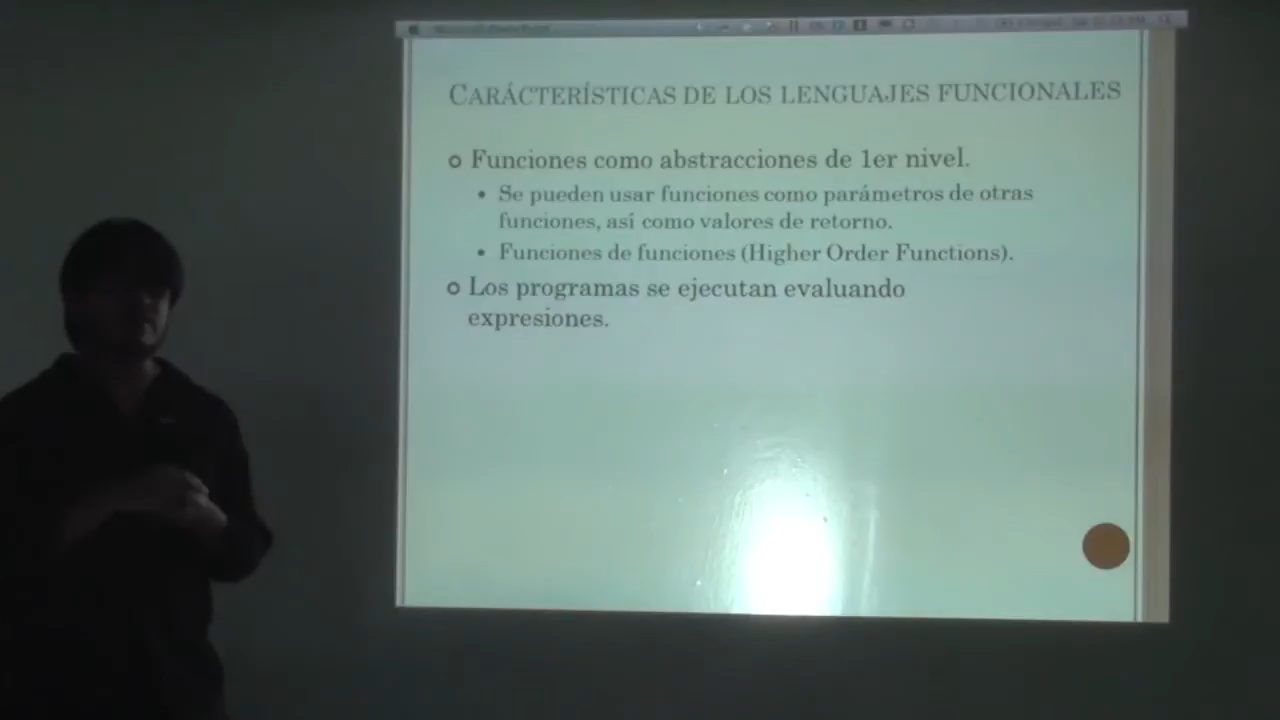 CARÁCTERÍSTICAS DE LOS LENGUAJES FUNCIONALES
Funciones como abstracciones de 1er nivel.
Se pueden usar funciones como parámetros de otras
funciones, así como valores de retorno.
Funciones de funciones (Higher Order Functions).
Los programas se ejecutan evaluando
expresiones.